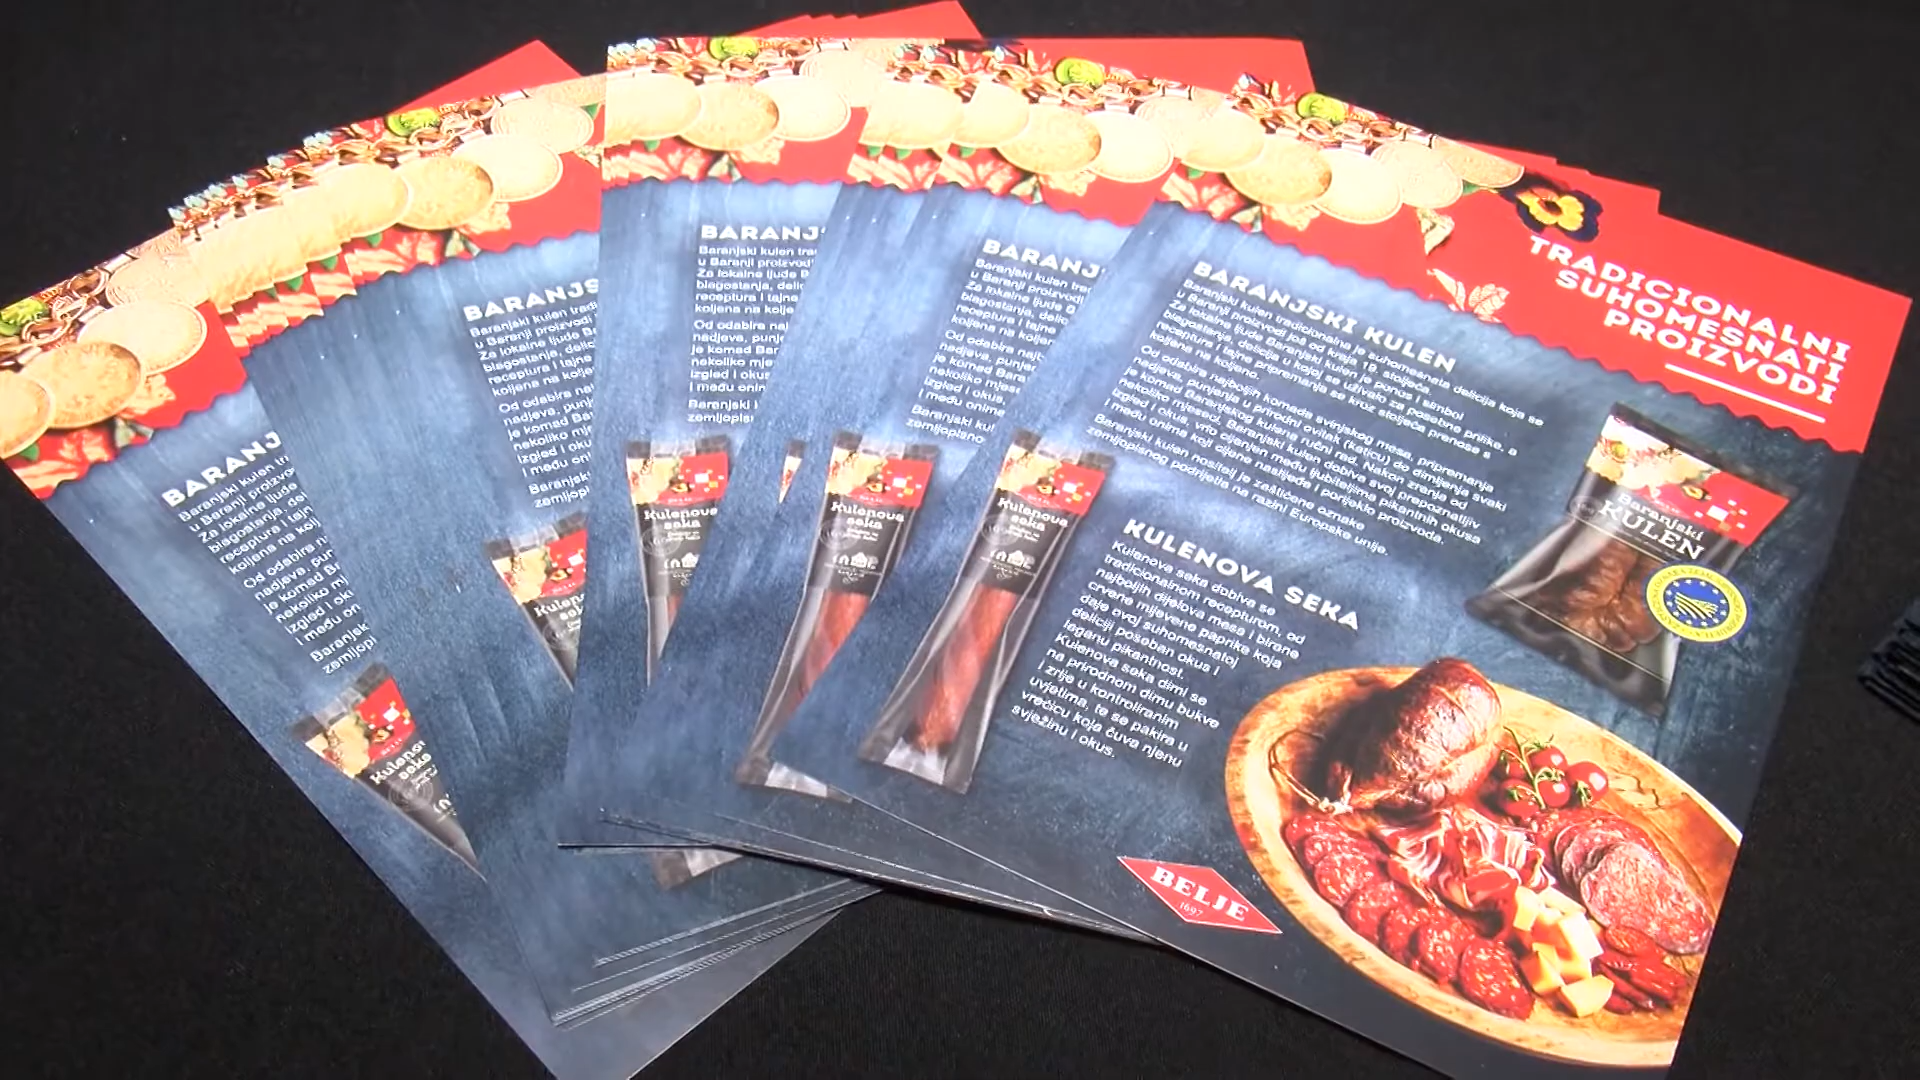 TRADICIONALNI
SUHOMESNATI
PROIZVODI
BARANJSKI KULEN
Baranjski kulen tradicionalna je suhomesnata delicija koja se
u Baranji proizvodi još od kraja 19. stoljeća.
Za lokalne ljude Baranjski kulen je ponos i simbol
blagostanja, delicija u kojoj se uživalo za posebne prilike, a
receptura i tajne pripremanja se kroz stoljeća prenose s
koljena na koljeno.
Od odabira najboljih komada svinjskog mesa, pripremanja
nadjeva, punjenja u prirodni ovitak (katicu) do dimljenja svaki
je komad Baranjskog kulena ručni rad. Nakon zrenja od
nekoliko mjeseci, Baranjski kulen dobiva svoj prepoznatljiv
izgled i okus, vrlo cijenjen među ljubiteljima pikantnih okusa
i među onima koji cijene naslijeđe i porijeklo proizvoda.
Baranjski kulen nositelj je zaštićene oznake
zemljopisnog podrijetla na razini Europske unije.
Baranjski
KULEN
KULENOVA SEKA
Kulenova seka dobiva se
tradicionalnom recepturom, od
najboljih dijelova mesa i birane
crvene mljevene paprike koja
daje ovoj suhomesnatoj
deliciji poseban okus i
laganu pikantnost.
Kulenova seka dimi se
na prirodnom dimu bukve
i zrije u kontroliranim
uvjetima, te se pakira u
vrećicu koja čuva njenu
svježinu i okus.
Kulenova
seka
BELJE
1697